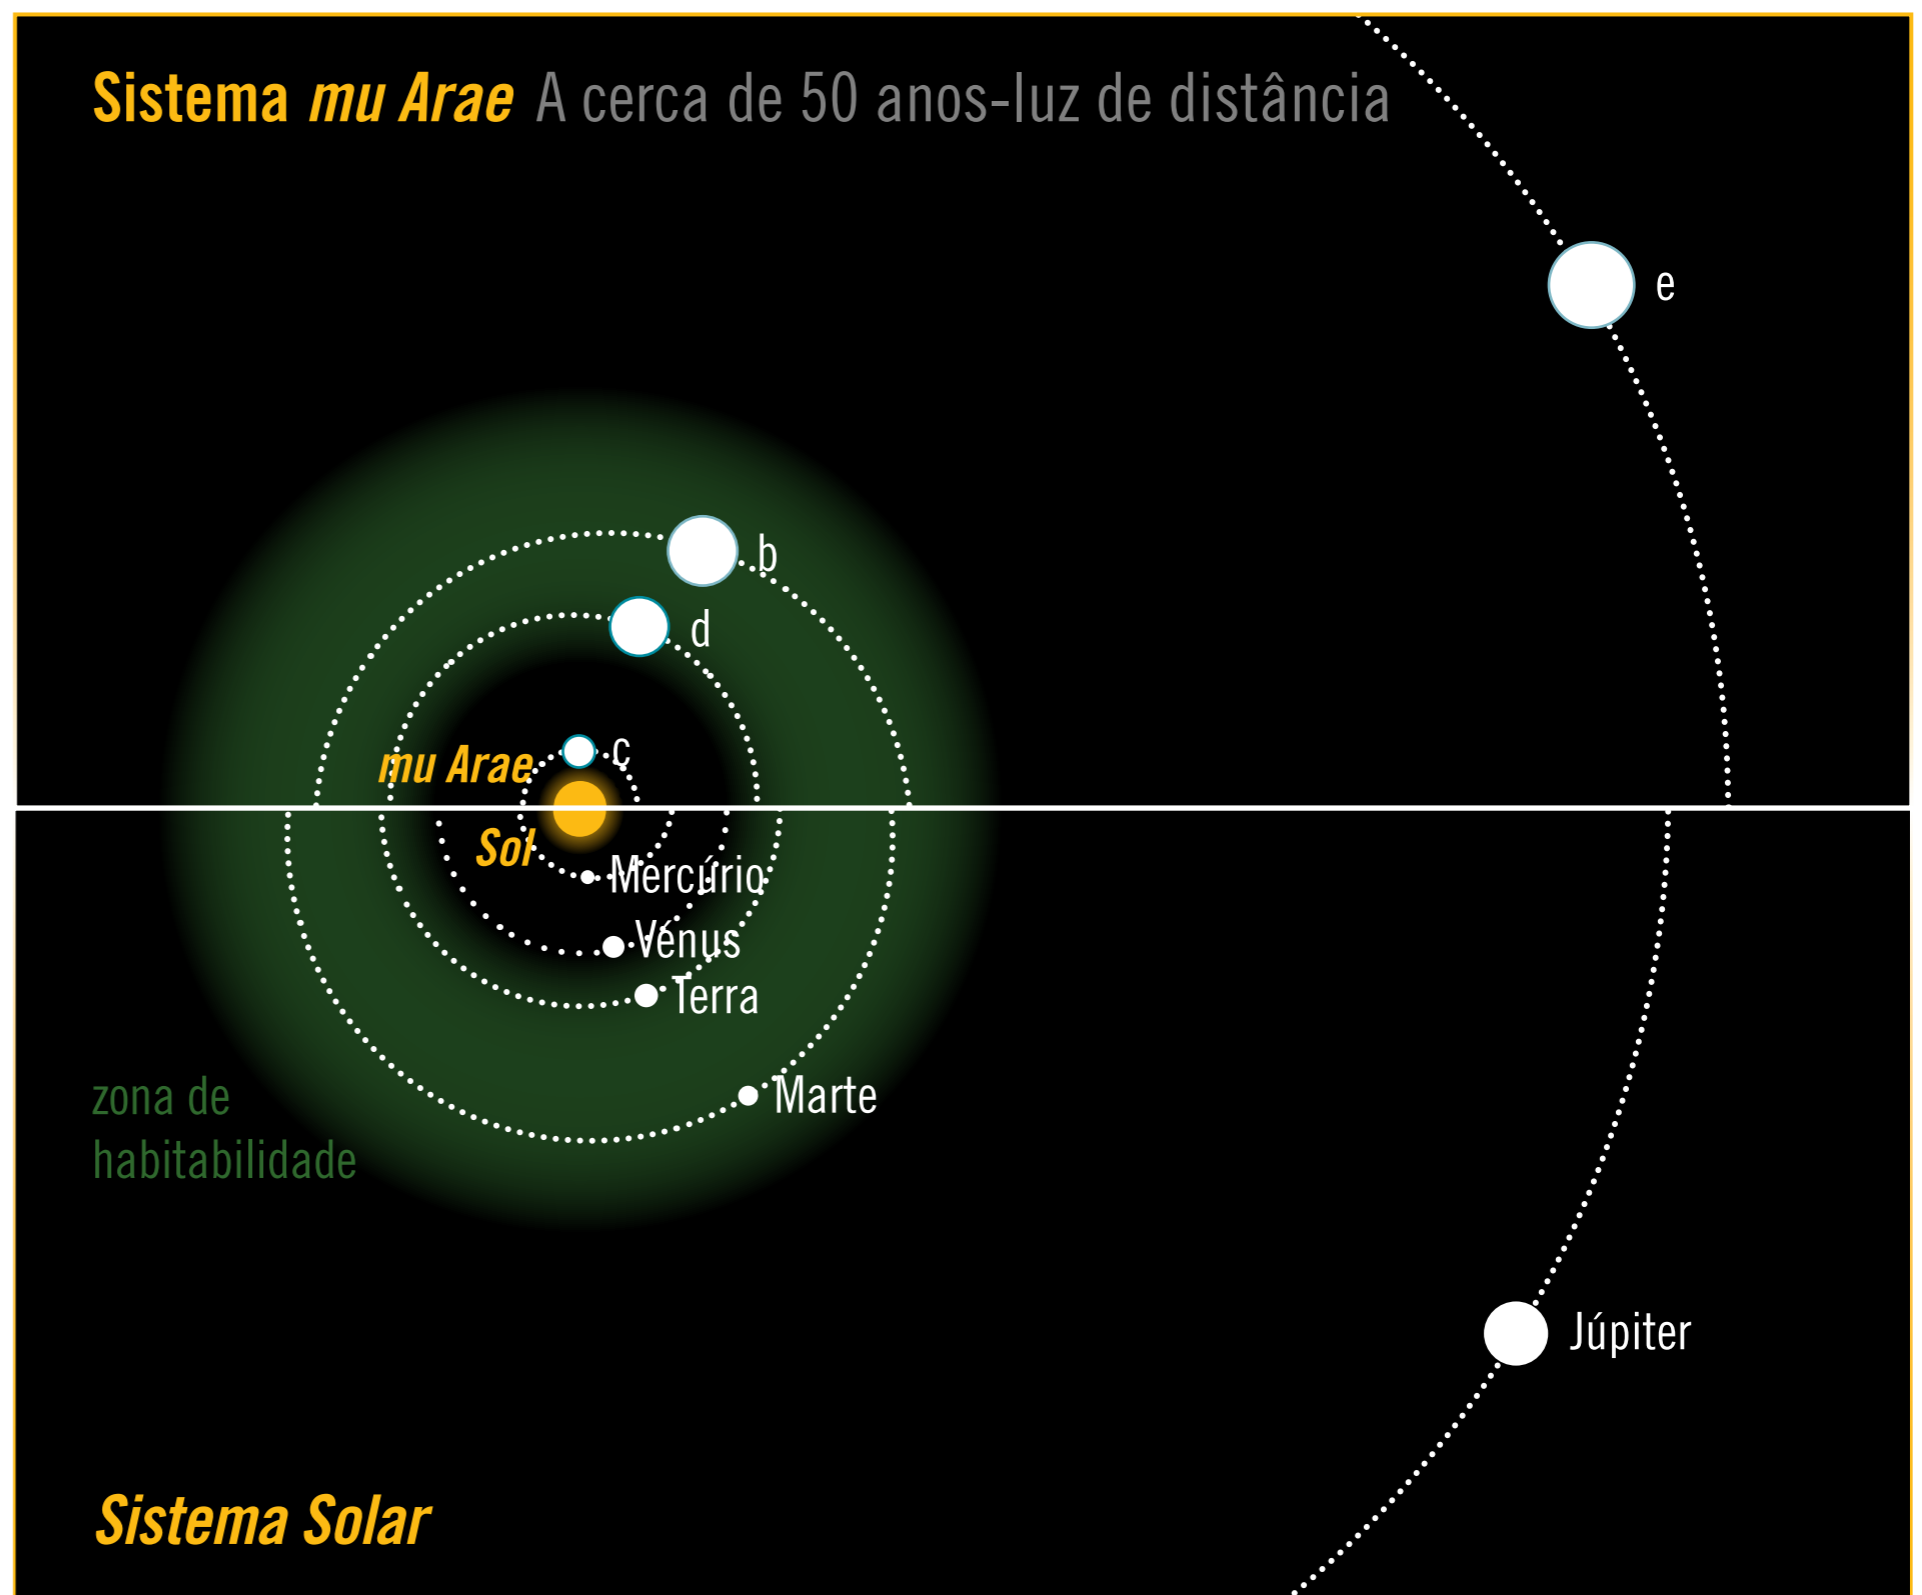 Sistema mu Arae A cerca de 50 anos-luz de distância
e
b
d
c
mu Arae
Sol
Mercúrio
Vénus
Terra
Marte
zona de
habitabilidade
Júpiter
Sistema Solar